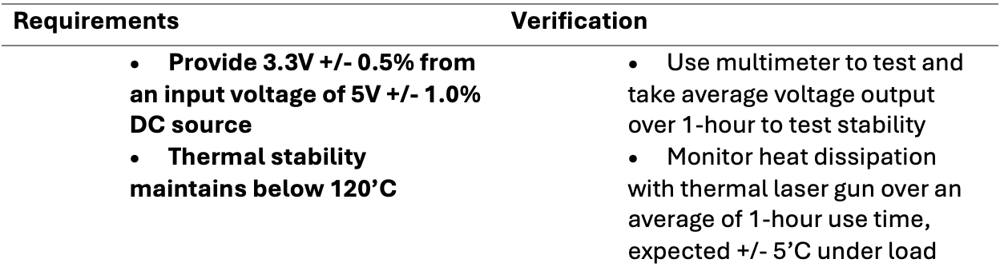 Requirements Verification
• Provide 3.3V +/- 0.5% from
an input voltage of 5V +/- 1.0%
DC source
• Thermal stability
maintains below 120’C
• Use multimeter to test and
take average voltage output
over 1-hour to test stability
• Monitor heat dissipation
with thermal laser gun over an
average of 1-hour use time,
expected +/- 5’C under load